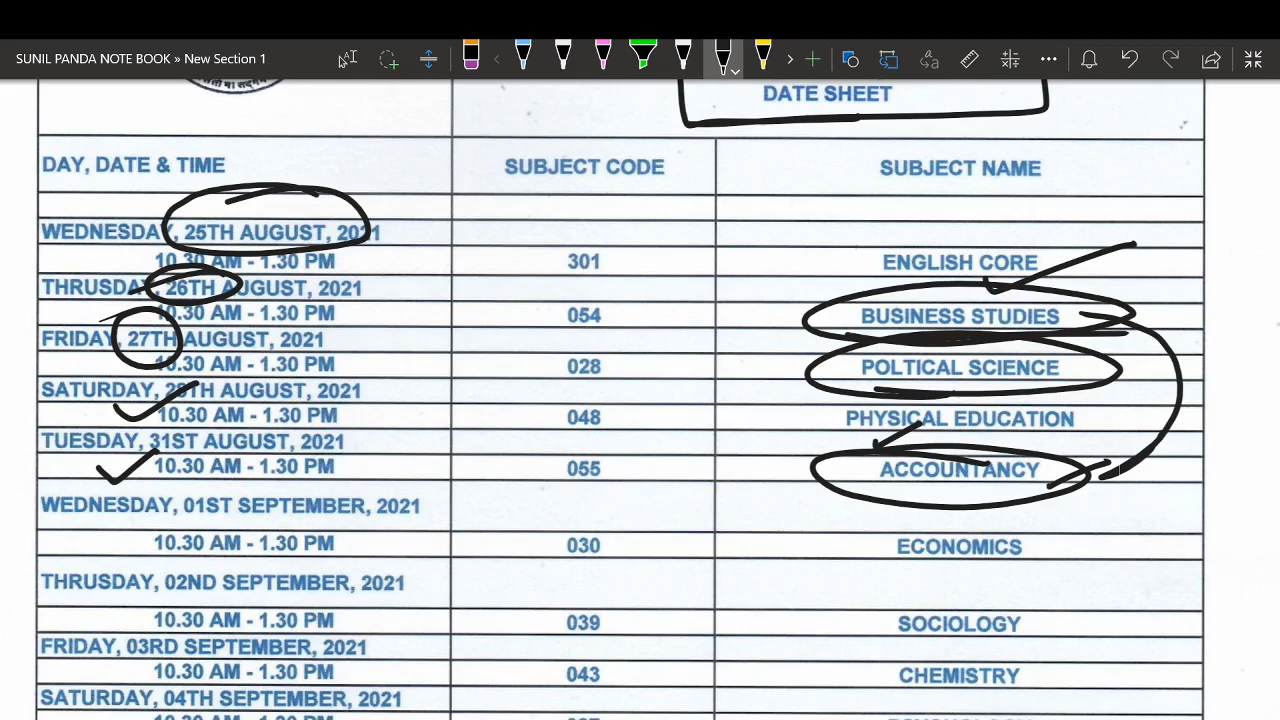 SUNIL PANDA NOTE BOOK » New Section 1
DATE SHEET
DAY, DATE & TIME SUBJECT CODE SUBJECT NAME
WEDNESDAY, 25TH AUGUST, 2021
10.30 AM - 1.30 PM 301 ENGLISH CORE
THRUSDAY, 26TH AUGUST, 2021
10.30 AM - 1.30 PM 054 BUSINESS STUDIES
FRIDAY, 27TH AUGUST, 2021
10.30 AM - 1.30 PM 028 POLTICAL SCIENCE
SATURDAY, 28TH AUGUST, 2021
10.30 AM - 1.30 PM 048 PHYSICAL EDUCATION
TUESDAY, 31ST AUGUST, 2021
10.30 AM - 1.30 PM 055 ACCOUNTANCY
WEDNESDAY, 01ST SEPTEMBER, 2021
10.30 AM - 1.30 PM 030 ECONOMICS
THRUSDAY, 02ND SEPTEMBER, 2021
10.30 AM - 1.30 PM 039 SOCIOLOGY
FRIDAY, 03RD SEPTEMBER, 2021
10.30 AM - 1.30 PM 043 CHEMISTRY
SATURDAY, 04TH SEPTEMBER, 2021